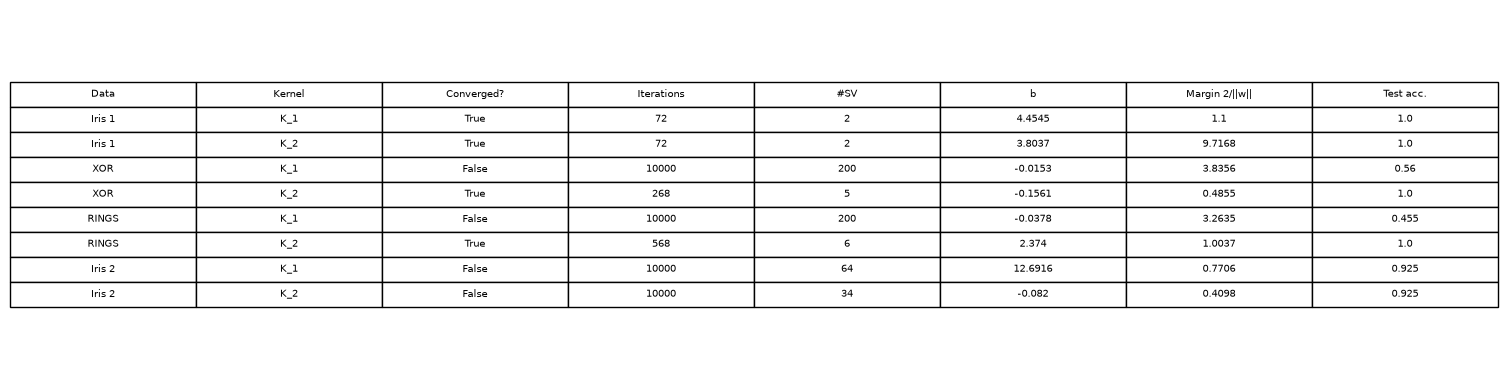 Data Kernel Converged? Iterations #SV b Margin 2/||w|| Test acc.
Iris 1 K_1 True 72 2 4.4545 1.1 1.0
Iris 1 K_2 True 72 2 3.8037 9.7168 1.0
XOR K_1 False 10000 200 -0.0153 3.8356 0.56
XOR K_2 True 268 5 -0.1561 0.4855 1.0
RINGS K_1 False 10000 200 -0.0378 3.2635 0.455
RINGS K_2 True 568 6 2.374 1.0037 1.0
Iris 2 K_1 False 10000 64 12.6916 0.7706 0.925
Iris 2 K_2 False 10000 34 -0.082 0.4098 0.925